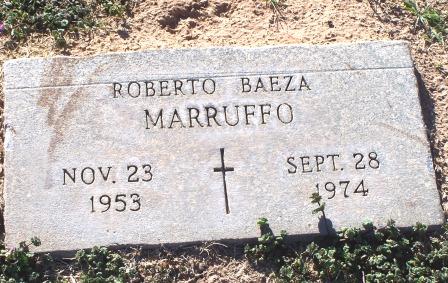 ROBERTO BAEZA
MARRUFFO
NOV. 23
1953
SEPT. 28
1974